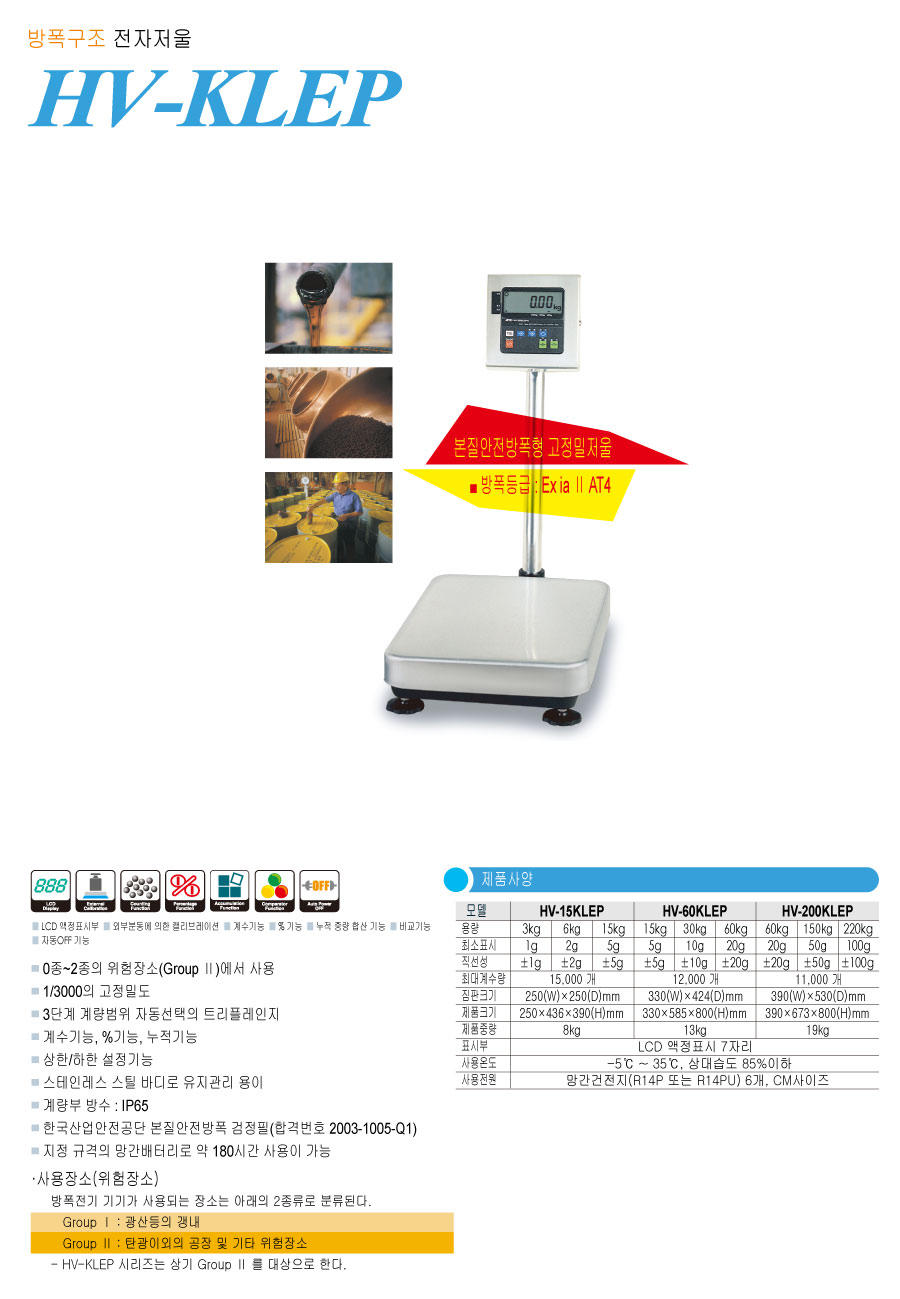 방폭구조 전자저울
HV-KLEP
0.00 kg
본질안전방폭형 고정밀저울
■ 방폭등급 : Ex ia Ⅱ AT4
888 LCD Display
External Calibration
Counting Function
Percentage Function
Accumulation Function
Comparator Function
OFF Auto Power OFF
■ LCD 액정표시부 ■ 외부분동에 의한 캘리브레이션 ■ 계수기능 ■ % 기능 ■ 누적 중량 합산 기능 ■ 비교기능
■ 자동OFF 기능
■ 0종~2종의 위험장소(Group Ⅱ)에서 사용
■ 1/3000의 고정밀도
■ 3단계 계량범위 자동선택의 트리플레인지
■ 계수기능, %기능, 누적기능
■ 상한/하한 설정기능
■ 스테인레스 스틸 바디로 유지관리 용이
■ 계량부 방수 : IP65
■ 한국산업안전공단 본질안전방폭 검정필(합격번호 2003-1005-Q1)
■ 지정 규격의 망간배터리로 약 180시간 사용이 가능
·사용장소(위험장소)
방폭전기 기기가 사용되는 장소는 아래의 2종류로 분류된다.
Group Ⅰ : 광산등의 갱내
Group Ⅱ : 탄광이외의 공장 및 기타 위험장소
- HV-KLEP 시리즈는 상기 Group Ⅱ 를 대상으로 한다.
제품사양
모델 HV-15KLEP HV-60KLEP HV-200KLEP
용량 3kg 6kg 15kg 15kg 30kg 60kg 60kg 150kg 220kg
최소표시 1g 2g 5g 5g 10g 20g 20g 50g 100g
직선성 ±1g ±2g ±5g ±5g ±10g ±20g ±20g ±50g ±100g
최대계수량 15,000 개 12,000 개 11,000 개
짐판크기 250(W)×250(D)mm 330(W)×424(D)mm 390(W)×530(D)mm
제품크기 250×436×390(H)mm 330×585×800(H)mm 390×673×800(H)mm
제품중량 8kg 13kg 19kg
표시부 LCD 액정표시 7자리
사용온도 -5℃ ~ 35℃, 상대습도 85%이하
사용전원 망간건전지(R14P 또는 R14PU) 6개, CM사이즈